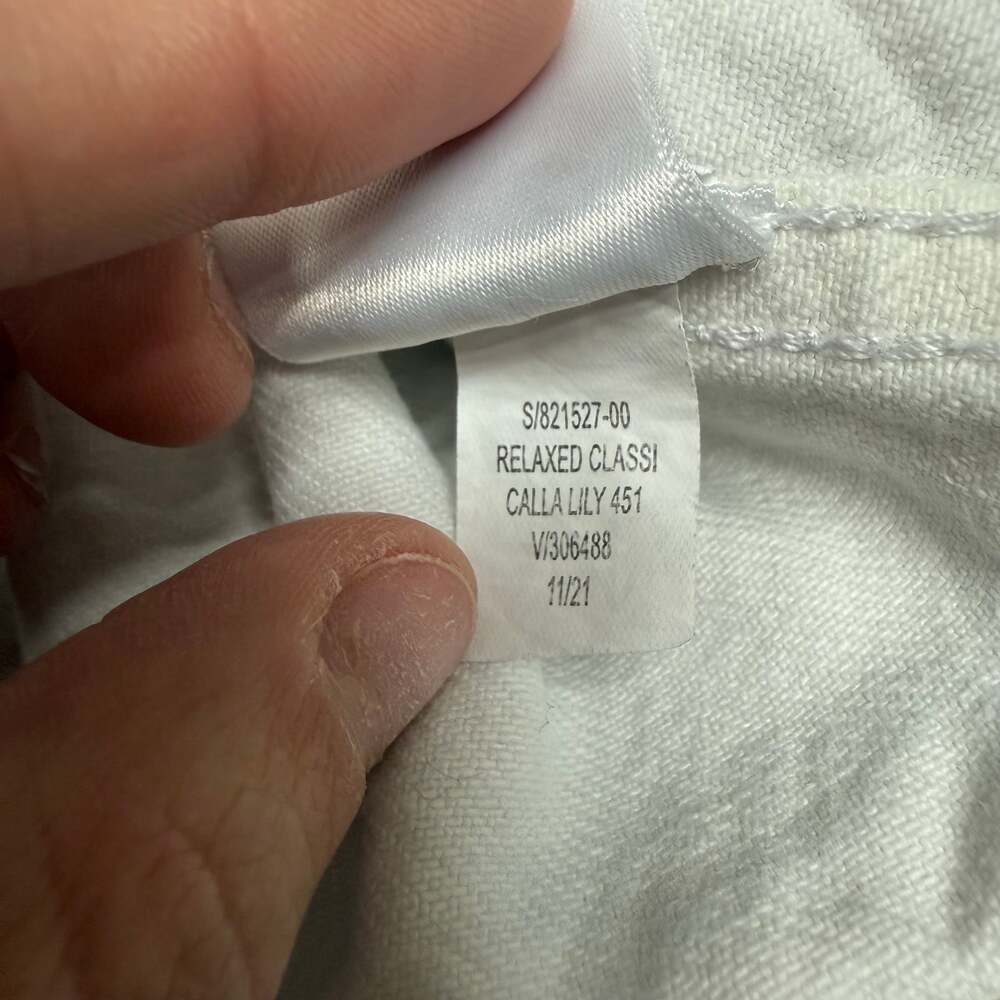 S/821527-00
RELAXED CLASSI
CALLA LILY 451
V/306488
11/21